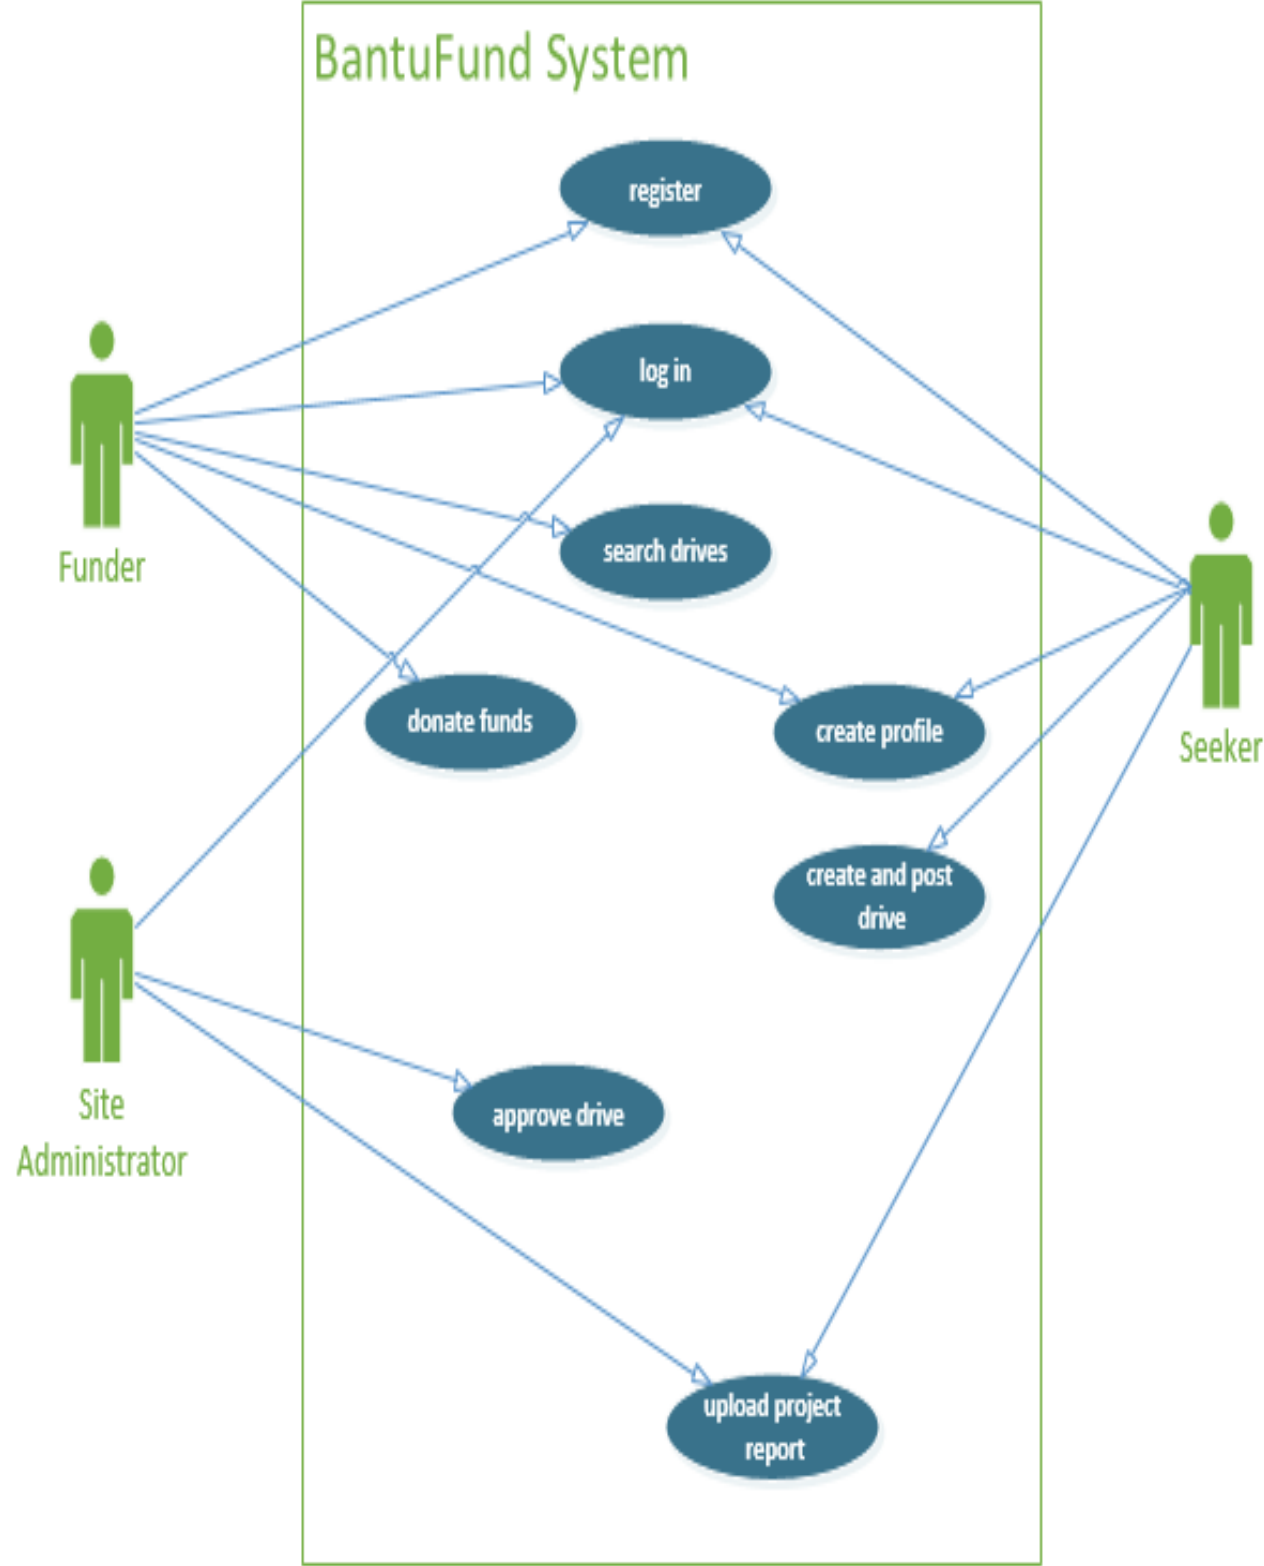 BantuFund System
register
log in
Funder
search drives
donate funds
create profile
Seeker
create and post
drive
Site
Administrator
approve drive
upload project
report